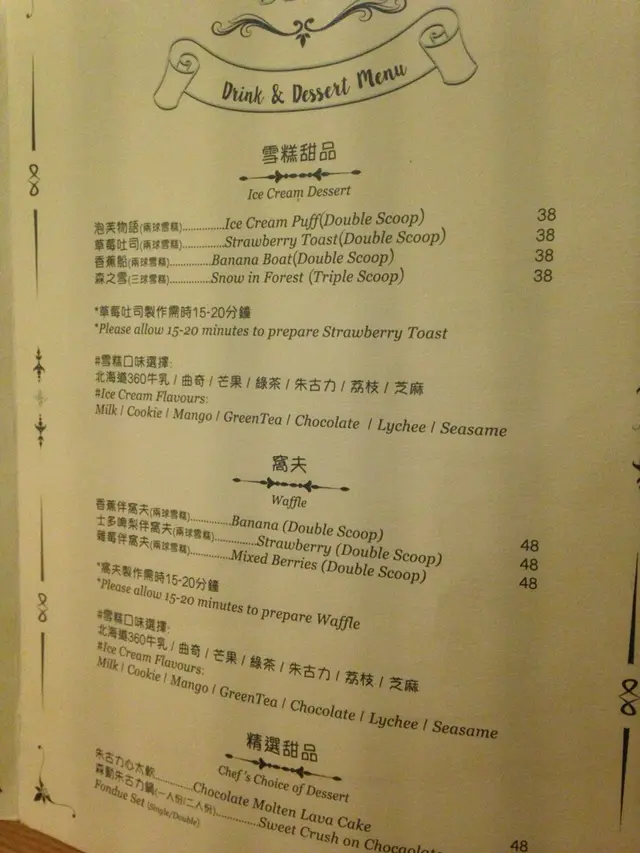 Drink & Dessert Menu
雪糕甜品
Ice Cream Dessert
泡芙物語(兩球雪糕)..............Ice Cream Puff(Double Scoop) 38
草莓吐司(兩球雪糕)..............Strawberry Toast(Double Scoop) 38
香蕉船(兩球雪糕)..............Banana Boat(Double Scoop) 38
森之雪(三球雪糕)..............Snow in Forest (Triple Scoop) 38
*草莓吐司製作需時15-20分鐘
*Please allow 15-20 minutes to prepare Strawberry Toast
#雪糕口味選擇:
北海道360牛乳 / 曲奇 / 芒果 / 綠茶 / 朱古力 / 荔枝 / 芝麻
#Ice Cream Flavours:
Milk / Cookie / Mango / GreenTea / Chocolate / Lychee / Seasame
窩夫
Waffle
香蕉伴窩夫(兩球雪糕)..............Banana (Double Scoop) 48
士多啤梨伴窩夫(兩球雪糕)..............Strawberry (Double Scoop) 48
雜莓伴窩夫(兩球雪糕)..............Mixed Berries (Double Scoop) 48
*窩夫製作需時15-20分鐘
*Please allow 15-20 minutes to prepare Waffle
#雪糕口味選擇:
北海道360牛乳 / 曲奇 / 芒果 / 綠茶 / 朱古力 / 荔枝 / 芝麻
#Ice Cream Flavours:
Milk / Cookie / Mango / GreenTea / Chocolate / Lychee / Seasame
精選甜品
Chef's Choice of Dessert
朱古力心太軟..............Chocolate Molten Lava Cake 48
森動朱古力鍋(一人份/二人份)..............Sweet Crush on Chocaolate
Fondue Set (Single/Double)